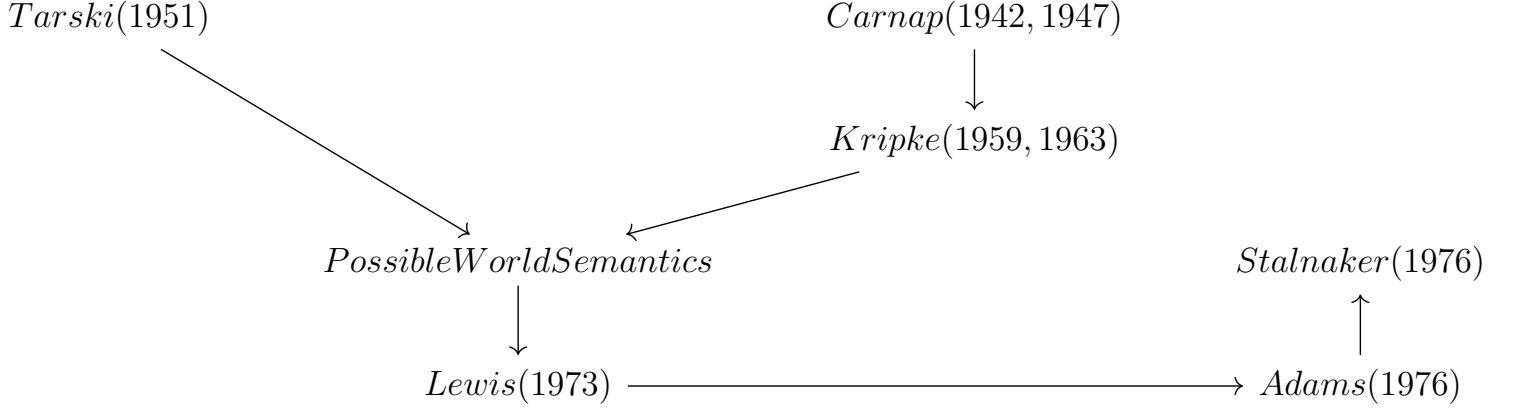 Tarski(1951)
Carnap(1942, 1947)
Kripke(1959, 1963)
PossibleWorldSemantics
Stalnaker(1976)
Lewis(1973)
Adams(1976)